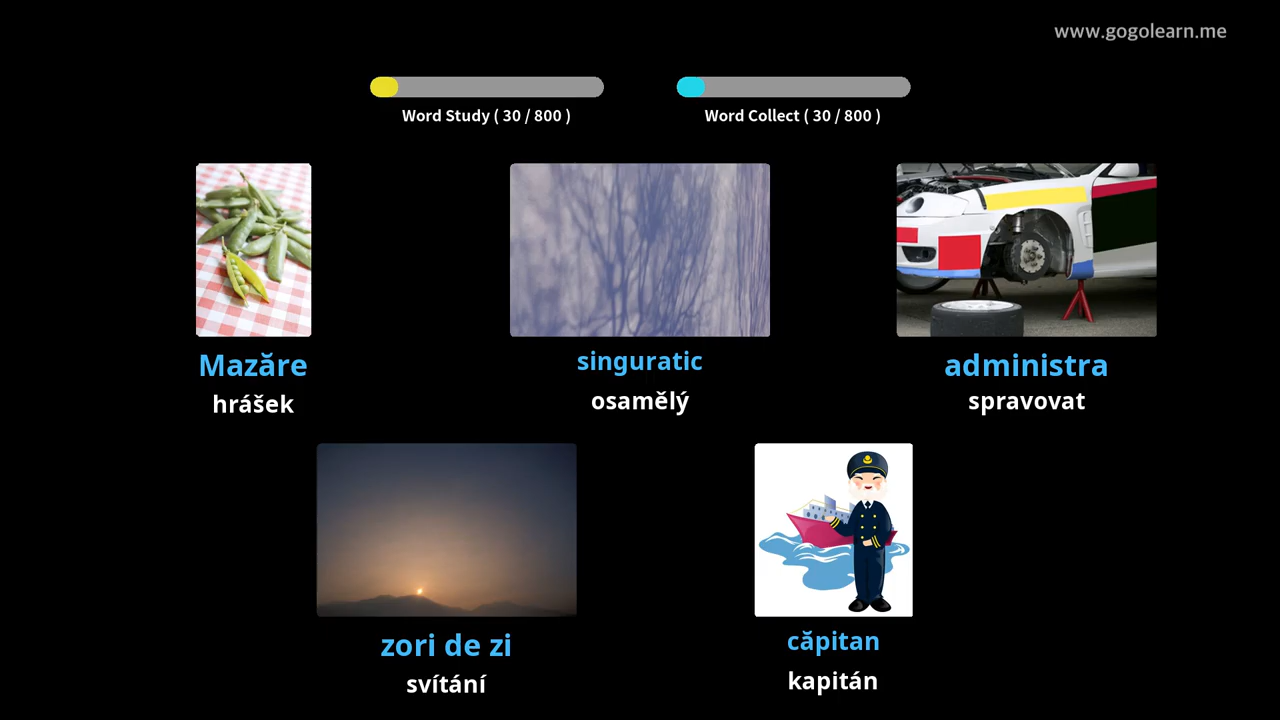 www.gogolearn.me
Word Study ( 30 / 800 )
Word Collect ( 30 / 800 )
Mazăre
hrášek
singuratic
osamělý
administra
spravovat
zori de zi
svítání
căpitan
kapitán